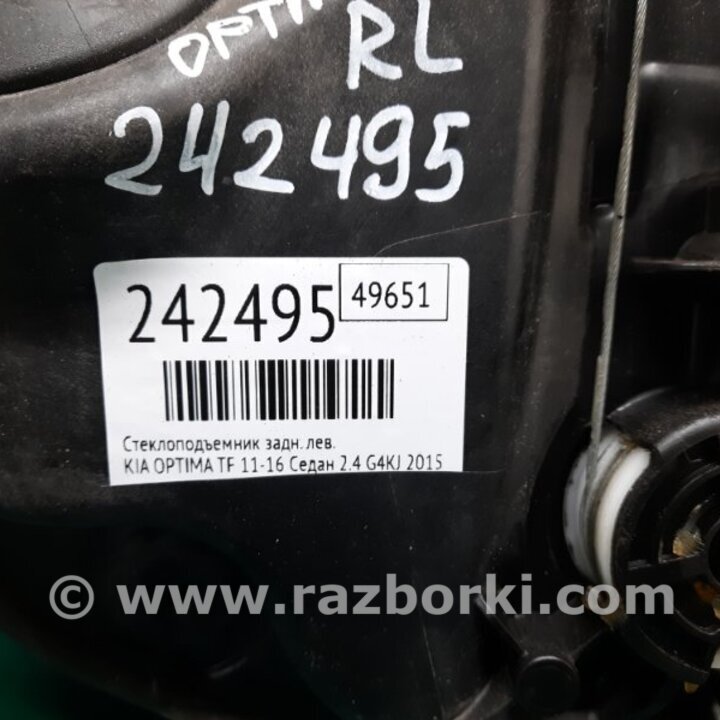 RL
242495
242495 49651
Стеклоподъемник задн. лев.
KIA OPTIMA TF 11-16 Седан 2.4 G4KJ 2015
© www.razborki.com